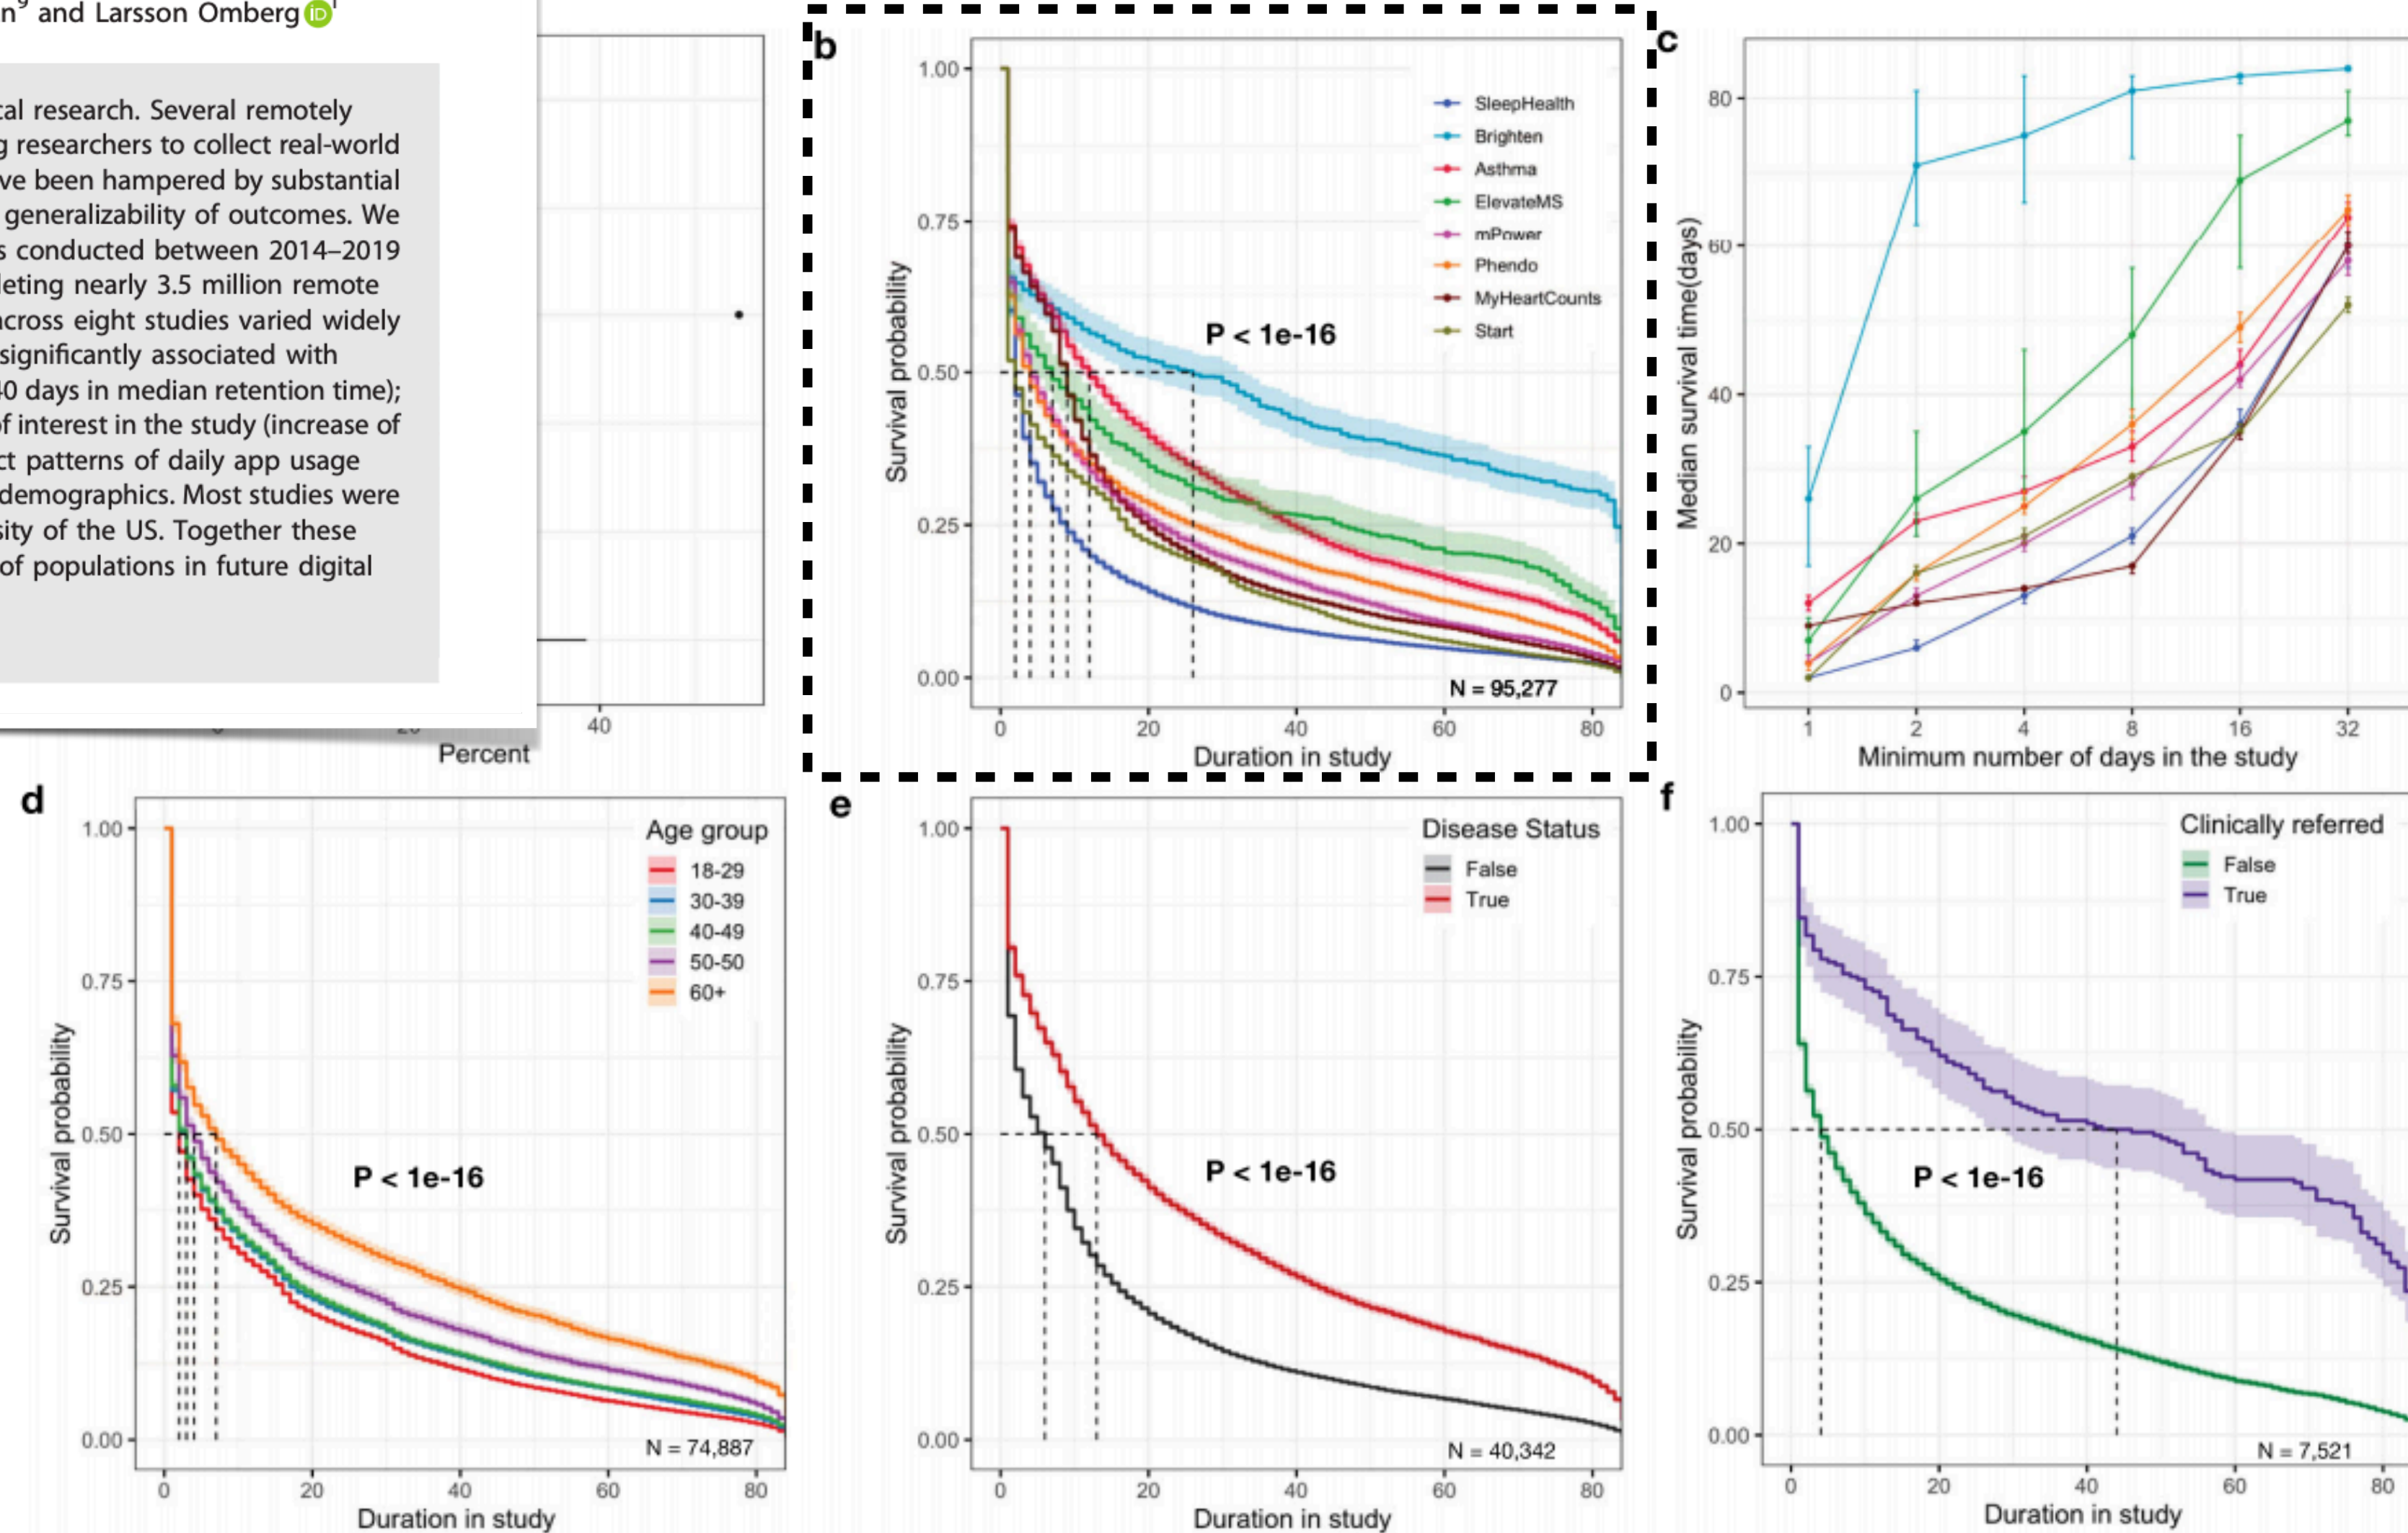 n⁹ and Larsson Omberg iD ¹
cal research. Several remotely
g researchers to collect real-world
ve been hampered by substantial
generalizability of outcomes. We
s conducted between 2014–2019
leting nearly 3.5 million remote
across eight studies varied widely
significantly associated with
40 days in median retention time);
of interest in the study (increase of
ct patterns of daily app usage
demographics. Most studies were
sity of the US. Together these
of populations in future digital
40
Percent
b
1.00
0.75
0.50
0.25
0.00
Survival probability
SleepHealth
Brighten
Asthma
ElevateMS
mPower
Phendo
MyHeartCounts
Start
P < 1e-16
N = 95,277
0 20 40 60 80
Duration in study
c
80
60
40
20
0
Median survival time(days)
1 2 4 8 16 32
Minimum number of days in the study
d
1.00
0.75
0.50
0.25
0.00
Survival probability
Age group
18-29
30-39
40-49
50-50
60+
P < 1e-16
N = 74,887
0 20 40 60 80
Duration in study
e
1.00
0.75
0.50
0.25
0.00
Survival probability
Disease Status
False
True
P < 1e-16
N = 40,342
0 20 40 60 80
Duration in study
f
1.00
0.75
0.50
0.25
0.00
Survival probability
Clinically referred
False
True
P < 1e-16
N = 7,521
0 20 40 60 80
Duration in study